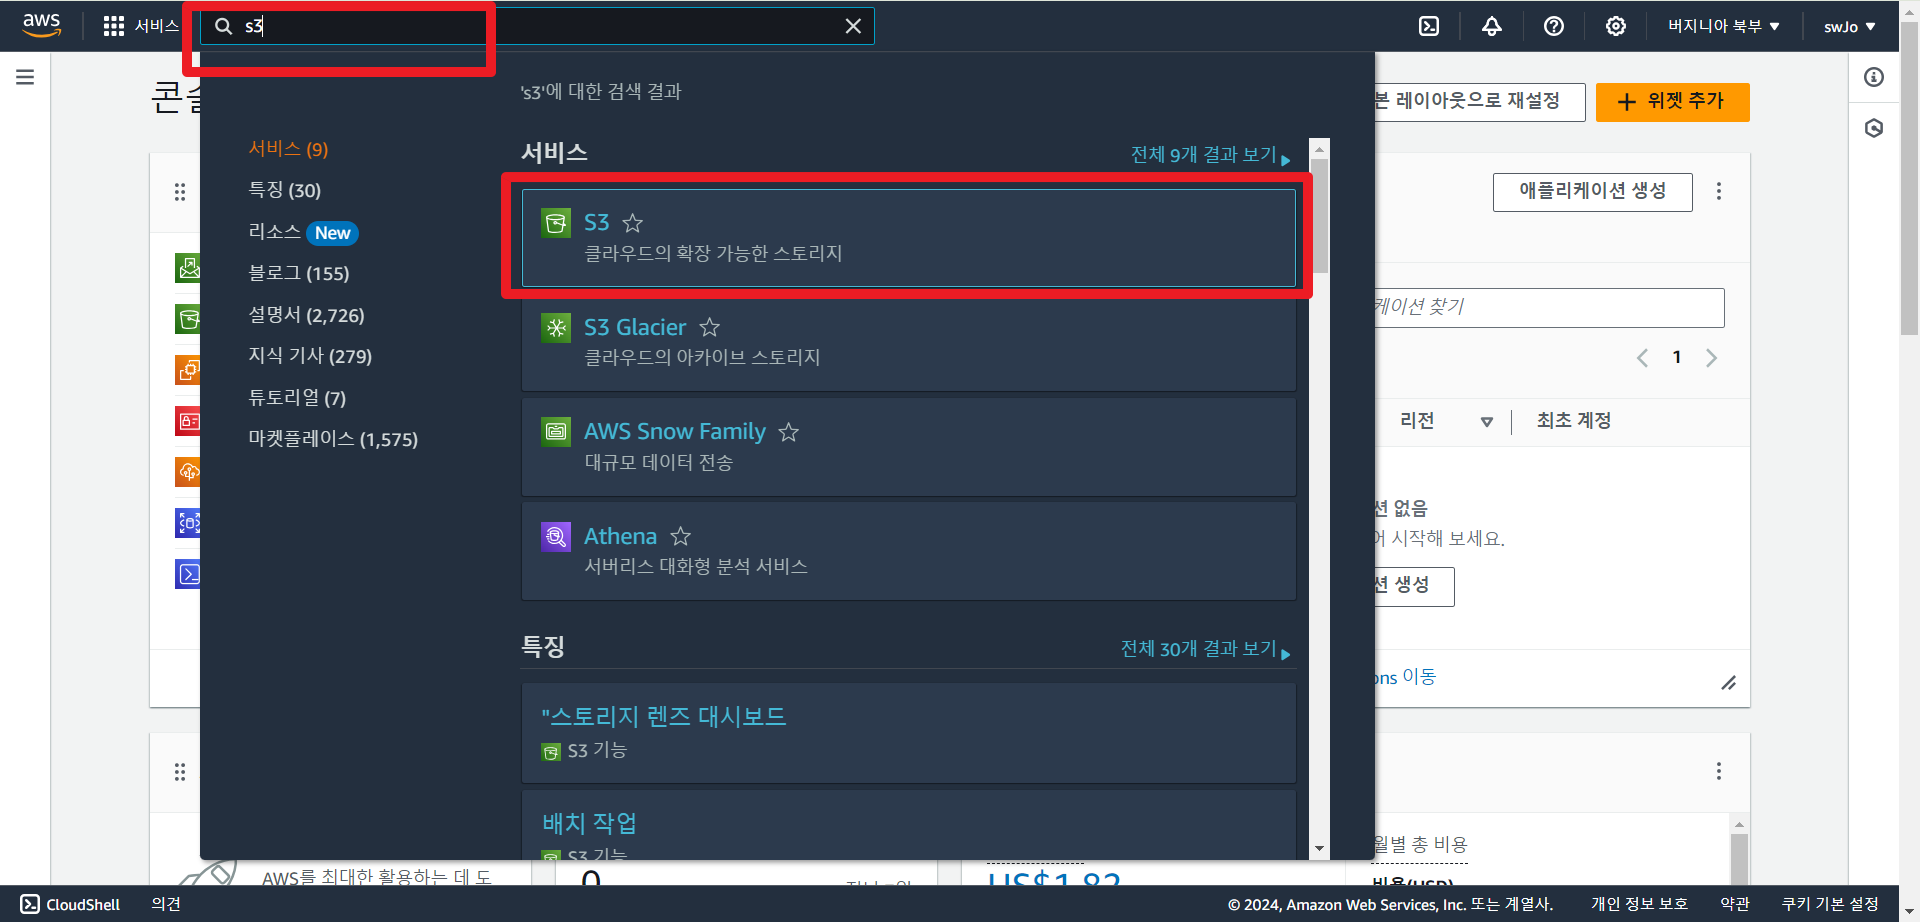 aws
서비스
s3
버지니아 북부 ▼
swJo ▼
's3'에 대한 검색 결과
본 레이아웃으로 재설정
위젯 추가
서비스 (9)
특징 (30)
리소스 New
블로그 (155)
설명서 (2,726)
지식 기사 (279)
튜토리얼 (7)
마켓플레이스 (1,575)
서비스
전체 9개 결과 보기
S3
클라우드의 확장 가능한 스토리지
S3 Glacier
클라우드의 아카이브 스토리지
AWS Snow Family
대규모 데이터 전송
Athena
서버리스 대화형 분석 서비스
특징
전체 30개 결과 보기
"스토리지 렌즈 대시보드
S3 기능
배치 작업
S3 기능
애플리케이션 생성
케이션 찾기
1
리전
최초 계정
션 없음
어 시작해 보세요.
션 생성
ons 이동
AWS를 최대한 활용하는 데 도
0
US$1.82
월별 총 비용
비용(USD)
CloudShell
의견
© 2024, Amazon Web Services, Inc. 또는 계열사.
개인 정보 보호
약관
쿠키 기본 설정